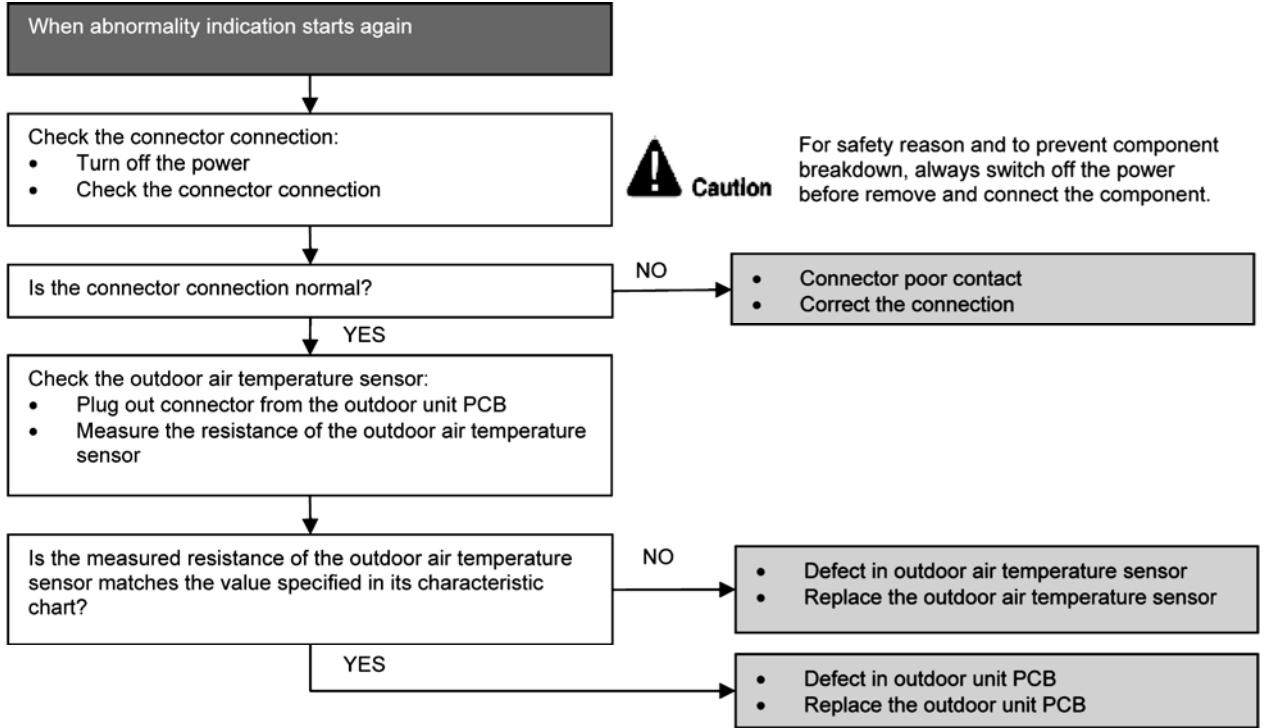 When abnormality indication starts again
Check the connector connection:
• Turn off the power
• Check the connector connection
Caution
For safety reason and to prevent component
breakdown, always switch off the power
before remove and connect the component.
Is the connector connection normal?
NO
• Connector poor contact
• Correct the connection
YES
Check the outdoor air temperature sensor:
• Plug out connector from the outdoor unit PCB
• Measure the resistance of the outdoor air temperature
sensor
Is the measured resistance of the outdoor air temperature
sensor matches the value specified in its characteristic
chart?
NO
• Defect in outdoor air temperature sensor
• Replace the outdoor air temperature sensor
YES
• Defect in outdoor unit PCB
• Replace the outdoor unit PCB